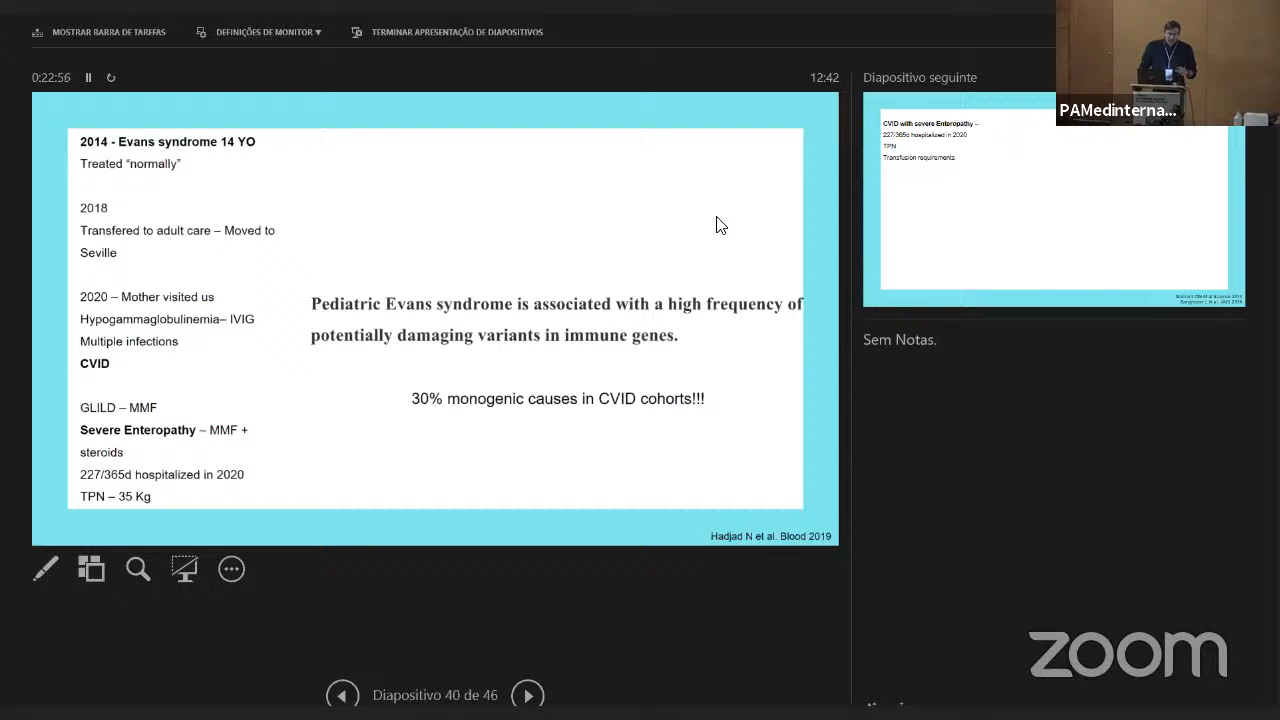 MOSTRAR BARRA DE TAREFAS
DEFINIÇÕES DE MONITOR ▾
TERMINAR APRESENTAÇÃO DE DIAPOSITIVOS
0:22:56
12:42
2014 - Evans syndrome 14 YO
Treated “normally”
2018
Transfered to adult care – Moved to
Seville
2020 – Mother visited us
Hypogammaglobulinemia– IVIG
Multiple infections
CVID
GLILD – MMF
Severe Enteropathy – MMF +
steroids
227/365d hospitalized in 2020
TPN – 35 Kg
Pediatric Evans syndrome is associated with a high frequency of
potentially damaging variants in immune genes.
30% monogenic causes in CVID cohorts!!!
Hadjad N et al. Blood 2019
Diapositivo 40 de 46
Diapositivo seguinte
PAMedinterna...
CVID with severe Enteropathy –
227/365d hospitalized in 2020
TPN
Transfusion requirements
Sem Notas.
zoom